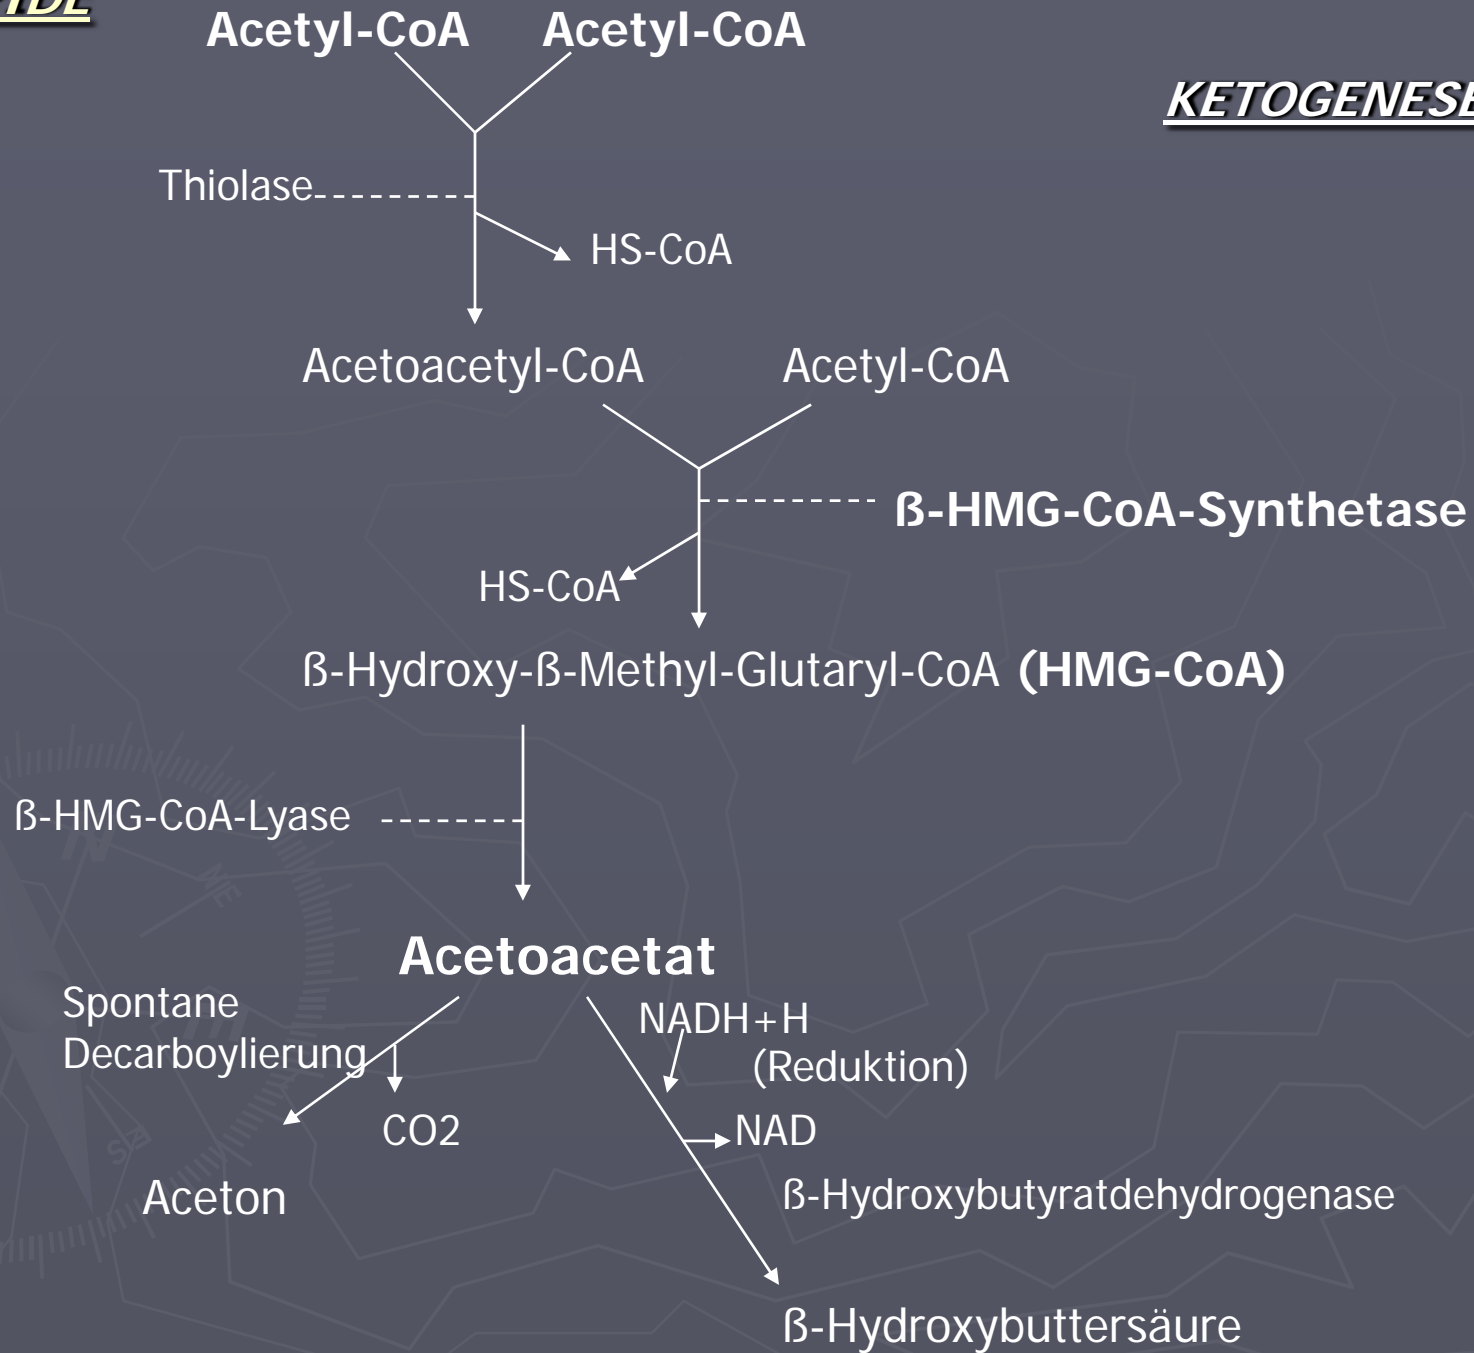 Acetyl-CoA Acetyl-CoA
KETOGENESE
Thiolase
HS-CoA
Acetoacetyl-CoA Acetyl-CoA
ß-HMG-CoA-Synthetase
HS-CoA
ß-Hydroxy-ß-Methyl-Glutaryl-CoA (HMG-CoA)
ß-HMG-CoA-Lyase
Acetoacetat
Spontane
Decarboylierung
NADH+H
(Reduktion)
CO2
NAD
Aceton
ß-Hydroxybutyratdehydrogenase
ß-Hydroxybuttersäure